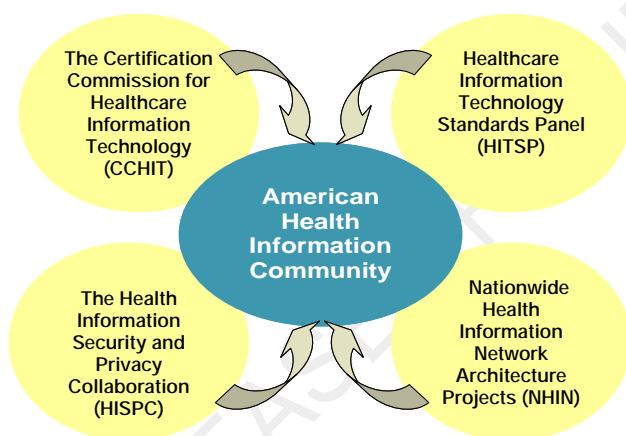 The Certification
Commission for
Healthcare
Information
Technology
(CCHIT)
Healthcare
Information
Technology
Standards Panel
(HITSP)
American
Health
Information
Community
The Health
Information
Security and
Privacy
Collaboration
(HISPC)
Nationwide
Health
Information
Network
Architecture
Projects (NHIN)